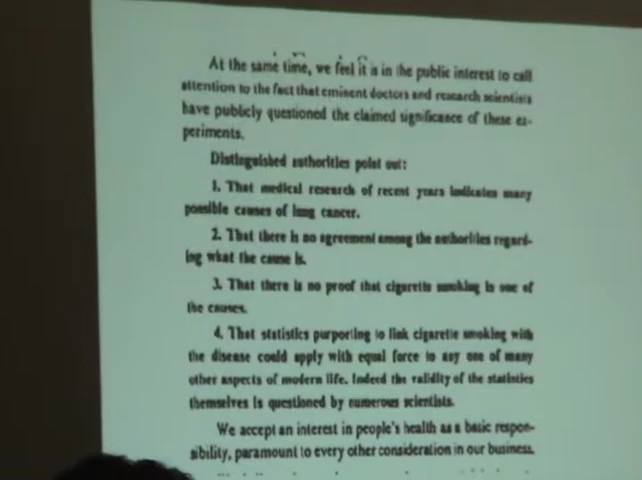 At the same time, we feel it is in the public interest to call
attention to the fact that eminent doctors and research scientists
have publicly questioned the claimed significance of these ex-
periments.
Distinguished authorities point out:
1. That medical research of recent years indicates many
possible causes of lung cancer.
2. That there is no agreement among the authorities regard-
ing what the cause is.
3. That there is no proof that cigarette smoking is one of
the causes.
4. That statistics purporting to link cigarette smoking with
the disease could apply with equal force to any one of many
other aspects of modern life. Indeed the validity of the statistics
themselves is questioned by numerous scientists.
We accept an interest in people's health as a basic respon-
sibility, paramount to every other consideration in our business.